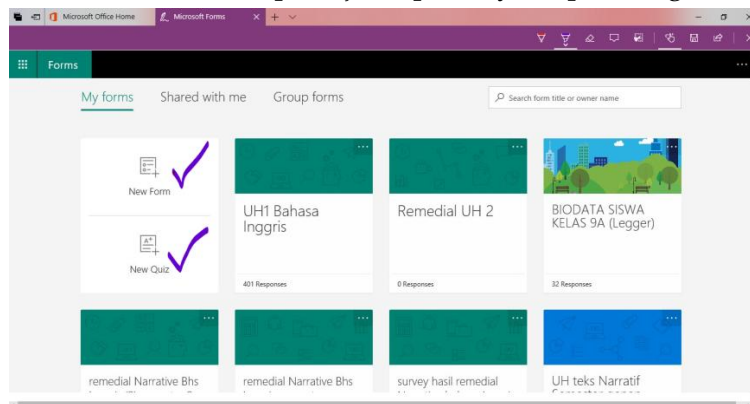 Microsoft Office Home
Microsoft Forms
Forms
My forms Shared with me Group forms
Search form title or owner name
New Form
New Quiz
UH1 Bahasa
Inggris
401 Responses
Remedial UH 2
0 Responses
BIODATA SISWA
KELAS 9A (Legger)
32 Responses
remedial Narrative Bhs
remedial Narrative Bhs
survey hasil remedial
UH teks Narratif